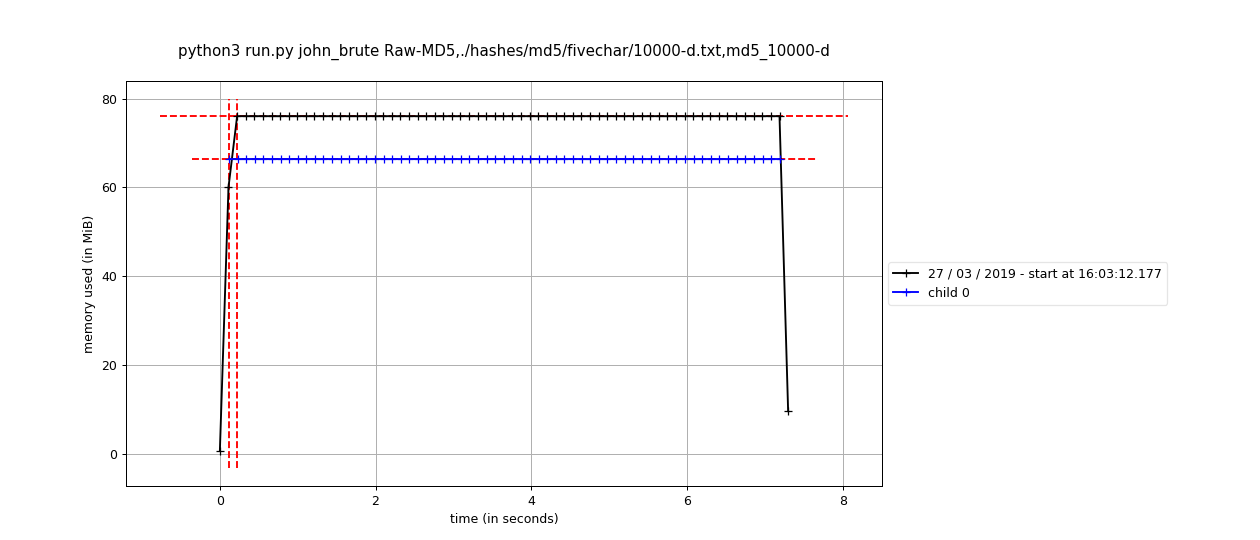 python3 run.py john_brute Raw-MD5,./hashes/md5/fivechar/10000-d.txt,md5_10000-d
80
60
40
20
0
memory used (in MiB)
0 2 4 6 8
time (in seconds)
27 / 03 / 2019 - start at 16:03:12.177
child 0